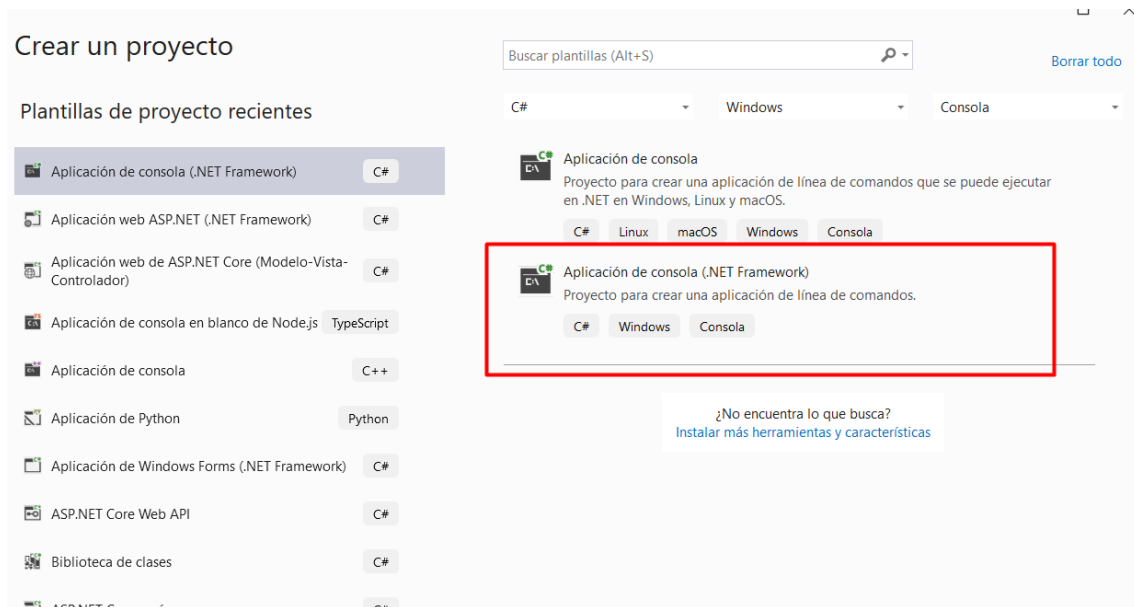 Crear un proyecto
Buscar plantillas (Alt+S)
Borrar todo
Plantillas de proyecto recientes
C#
Windows
Consola
Aplicación de consola (.NET Framework)
C#
Aplicación web ASP.NET (.NET Framework)
C#
Aplicación web de ASP.NET Core (Modelo-Vista-
Controlador)
C#
Aplicación de consola en blanco de Node.js
TypeScript
Aplicación de consola
C++
Aplicación de Python
Python
Aplicación de Windows Forms (.NET Framework)
C#
ASP.NET Core Web API
C#
Biblioteca de clases
C#
Aplicación de consola
Proyecto para crear una aplicación de línea de comandos que se puede ejecutar
en .NET en Windows, Linux y macOS.
C#
Linux
macOS
Windows
Consola
Aplicación de consola (.NET Framework)
Proyecto para crear una aplicación de línea de comandos.
C#
Windows
Consola
¿No encuentra lo que busca?
Instalar más herramientas y características